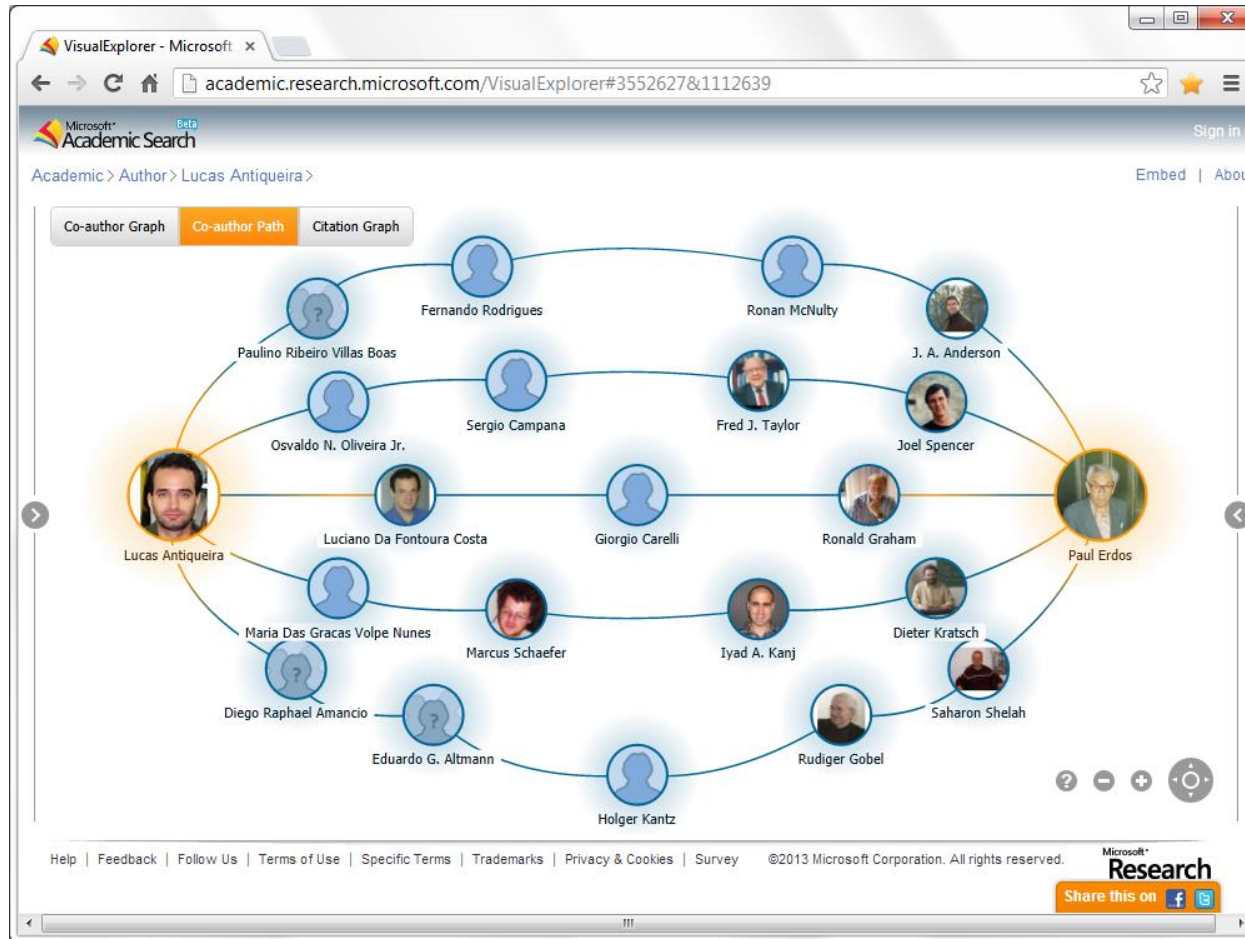 VisualExplorer - Microsoft
academic.research.microsoft.com/VisualExplorer#3552627&1112639
Microsoft®
Beta
Academic Search
Sign in
Academic > Author > Lucas Antiqueira >
Embed | Abou
Co-author Graph Co-author Path Citation Graph
Fernando Rodrigues
Ronan McNulty
Paulino Ribeiro Villas Boas
J. A. Anderson
Sergio Campana
Fred J. Taylor
Osvaldo N. Oliveira Jr.
Joel Spencer
Luciano Da Fontoura Costa
Giorgio Carelli
Ronald Graham
Lucas Antiqueira
Paul Erdos
Maria Das Gracas Volpe Nunes
Dieter Kratsch
Marcus Schaefer
Iyad A. Kanj
Diego Raphael Amancio
Saharon Shelah
Eduardo G. Altmann
Rudiger Gobel
Holger Kantz
Help | Feedback | Follow Us | Terms of Use | Specific Terms | Trademarks | Privacy & Cookies | Survey ©2013 Microsoft Corporation. All rights reserved.
Microsoft®
Research
Share this on